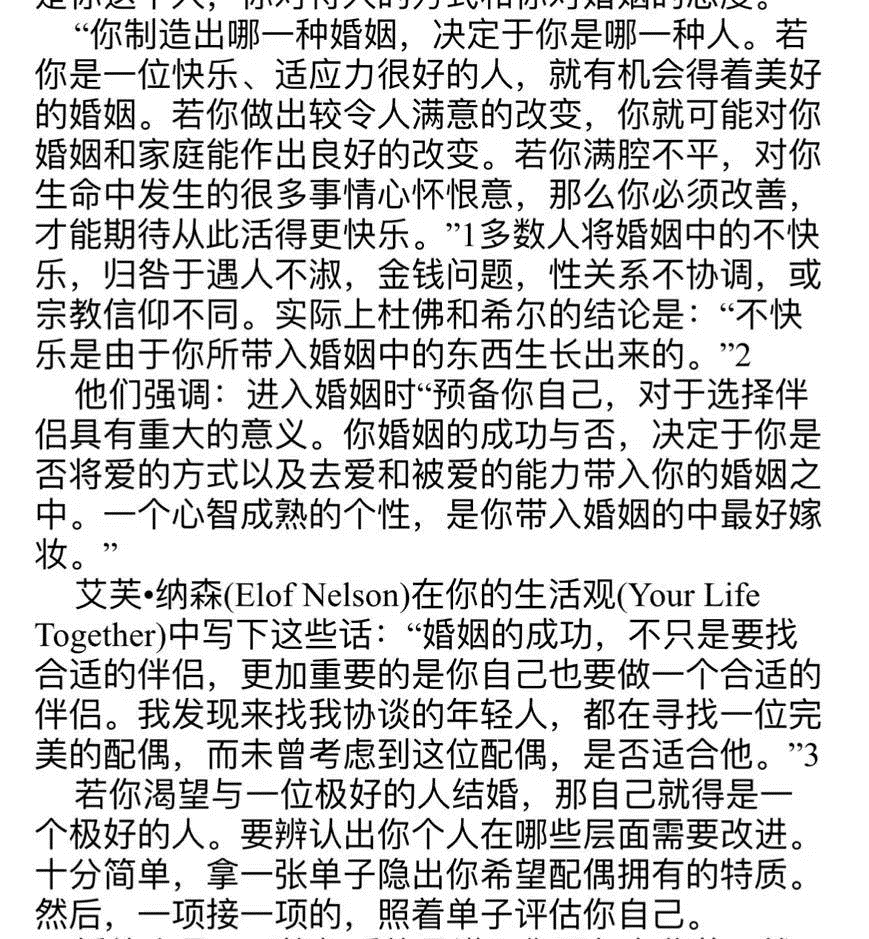 “你制造出哪一种婚姻，决定于你是哪一种人。若
你是一位快乐、适应力很好的人，就有机会得着美好
的婚姻。若你做出较令人满意的改变，你就可能对你
婚姻和家庭能作出良好的改变。若你满腔不平，对你
生命中发生的很多事情心怀恨意，那么你必须改善，
才能期待从此活得更快乐。”1多数人将婚姻中的不快
乐，归咎于遇人不淑，金钱问题，性关系不协调，或
宗教信仰不同。实际上杜佛和希尔的结论是：“不快
乐是由于你所带入婚姻中的东西生长出来的。”2
他们强调：进入婚姻时“预备你自己，对于选择伴
侣具有重大的意义。你婚姻的成功与否，决定于你是
否将爱的方式以及去爱和被爱的能力带入你的婚姻之
中。一个心智成熟的个性，是你带入婚姻的中最好嫁
妆。”
艾芙•纳森(Elof Nelson)在你的生活观(Your Life
Together)中写下这些话：“婚姻的成功，不只是要找
合适的伴侣，更加重要的是你自己也要做一个合适的
伴侣。我发现来找我协谈的年轻人，都在寻找一位完
美的配偶，而未曾考虑到这位配偶，是否适合他。”3
若你渴望与一位极好的人结婚，那自己就得是一
个极好的人。要辨认出你个人在哪些层面需要改进。
十分简单，拿一张单子隐出你希望配偶拥有的特质。
然后，一项接一项的，照着单子评估你自己。